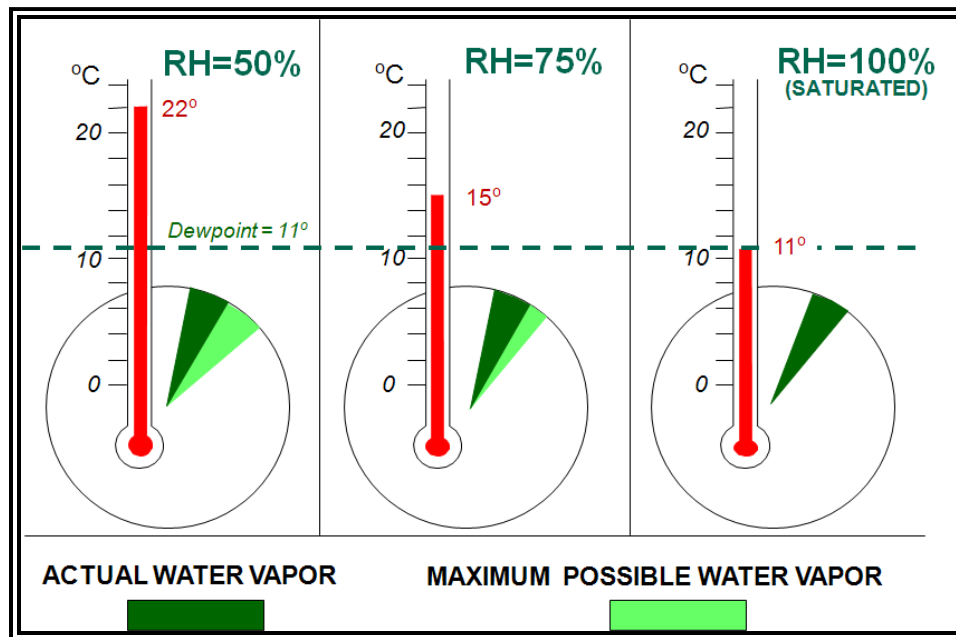 °C
RH=50%
22°
20
Dewpoint = 11°
10
0
°C
RH=75%
20
15°
10
0
°C
RH=100%
(SATURATED)
20
11°
10
0
ACTUAL WATER VAPOR
MAXIMUM POSSIBLE WATER VAPOR